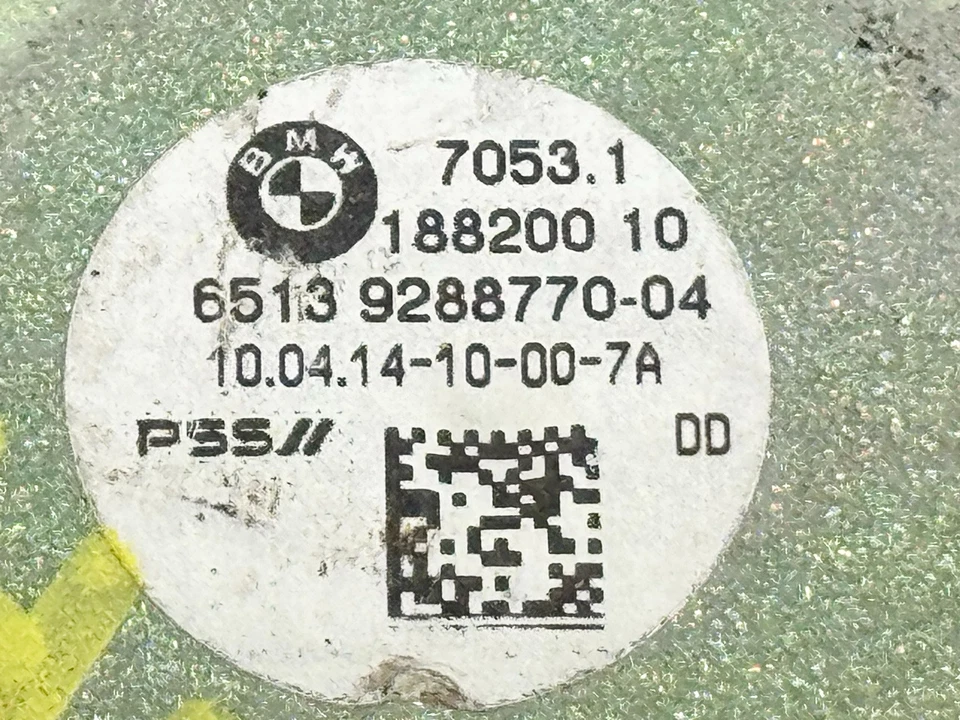 BMW
7053.1
188200 10
6513 9288770-04
10.04.14-10-00-7A
PSS//
DD